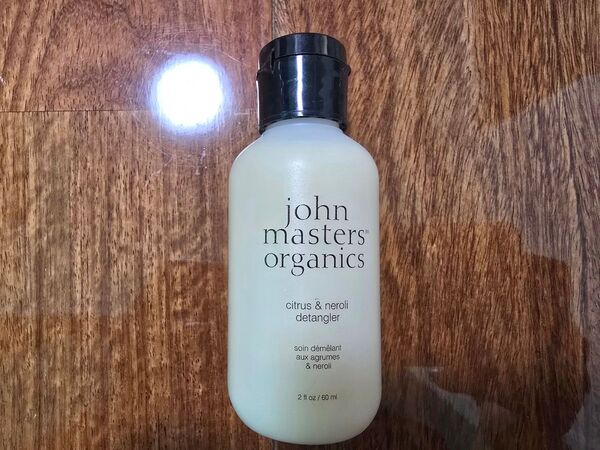 john
masters
organics
citrus & neroli
detangler
soin démêlant
aux agrumes
& neroli
2 fl oz / 60 ml